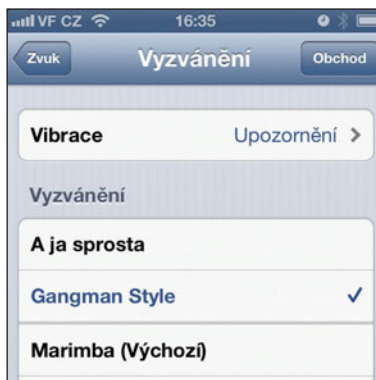 VF CZ 16:35
Zvuk Vyzvánění Obchod
Vibrace Upozornění
Vyzvánění
A ja sprosta
Gangman Style
Marimba (Výchozí)